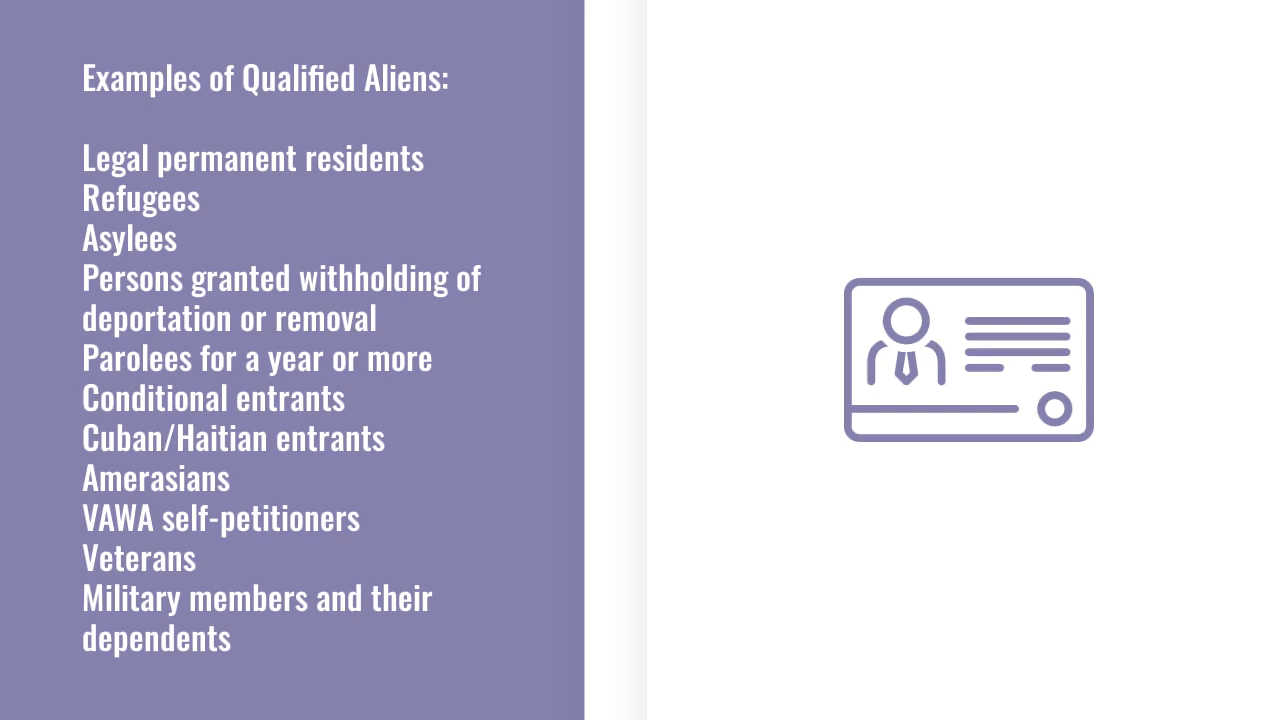 Examples of Qualified Aliens:
Legal permanent residents
Refugees
Asylees
Persons granted withholding of
deportation or removal
Parolees for a year or more
Conditional entrants
Cuban/Haitian entrants
Amerasians
VAWA self-petitioners
Veterans
Military members and their
dependents